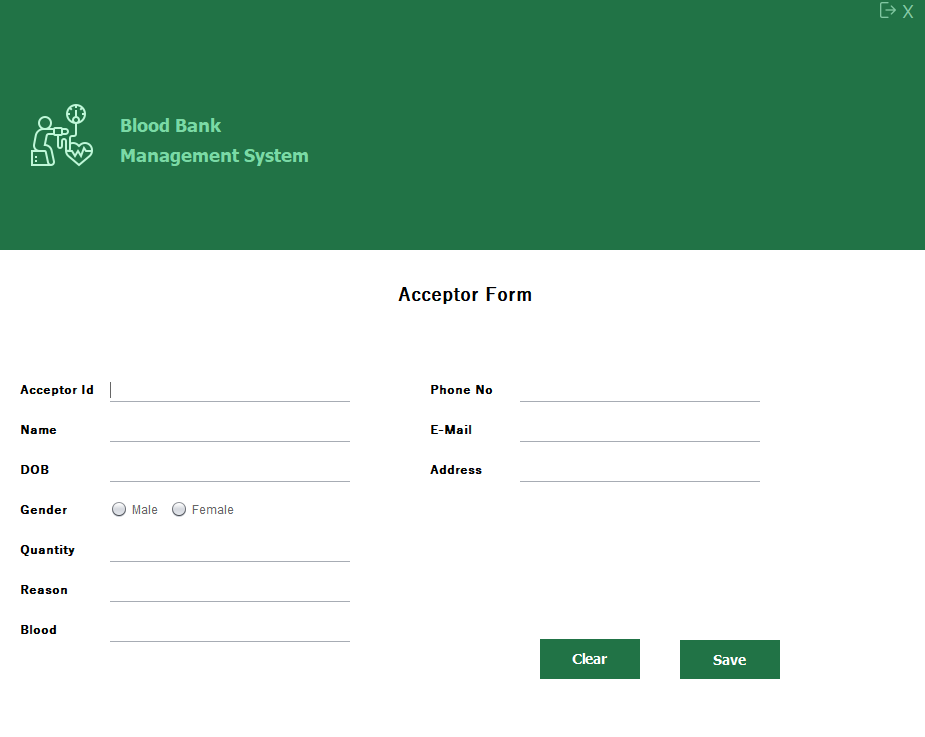 X
Blood Bank
Management System
Acceptor Form
Acceptor Id
Name
DOB
Gender Male Female
Quantity
Reason
Blood
Phone No
E-Mail
Address
Clear Save